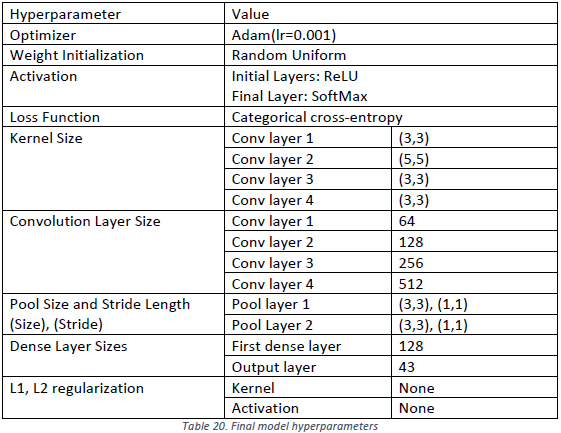 Hyperparameter Value
Optimizer Adam(lr=0.001)
Weight Initialization Random Uniform
Activation Initial Layers: ReLU
Final Layer: SoftMax
Loss Function Categorical cross-entropy
Kernel Size Conv layer 1 (3,3)
Conv layer 2 (5,5)
Conv layer 3 (3,3)
Conv layer 4 (3,3)
Convolution Layer Size Conv layer 1 64
Conv layer 2 128
Conv layer 3 256
Conv layer 4 512
Pool Size and Stride Length Pool layer 1 (3,3), (1,1)
(Size), (Stride) Pool Layer 2 (3,3), (1,1)
Dense Layer Sizes First dense layer 128
Output layer 43
L1, L2 regularization Kernel None
Activation None
Table 20. Final model hyperparameters